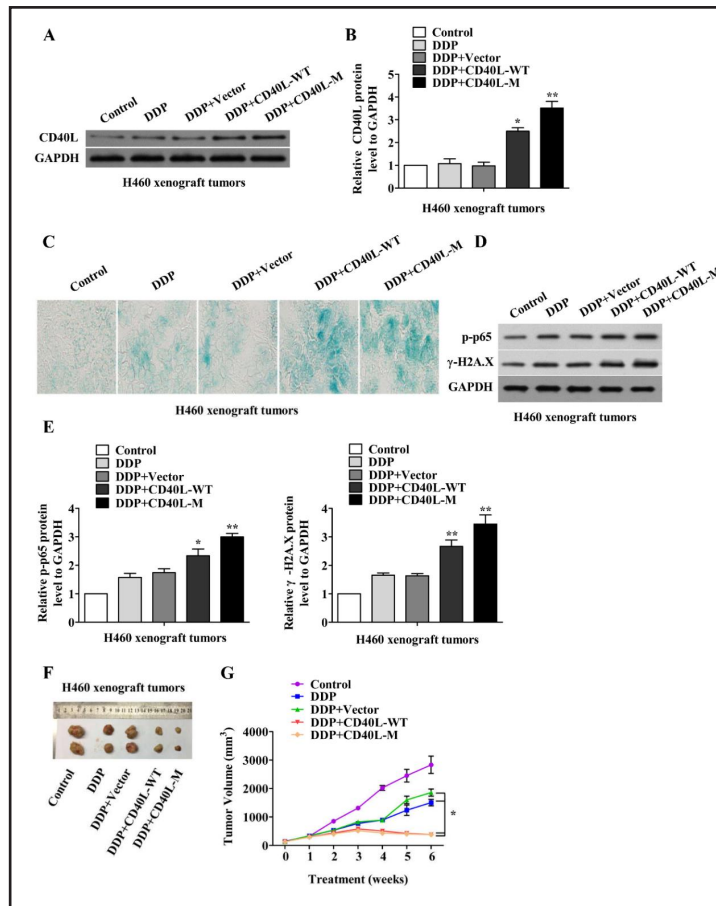 A
Control
DDP
DDP+Vector
DDP+CD40L-WT
DDP+CD40L-M
CD40L
GAPDH
H460 xenograft tumors
B
Control
DDP
DDP+Vector
DDP+CD40L-WT
DDP+CD40L-M
Relative CD40L protein
level to GAPDH
5
4
3
2
1
0
*
**
H460 xenograft tumors
C
Control
DDP
DDP+Vector
DDP+CD40L-WT
DDP+CD40L-M
H460 xenograft tumors
D
Control
DDP
DDP+Vector
DDP+CD40L-WT
DDP+CD40L-M
p-p65
γ-H2A.X
GAPDH
H460 xenograft tumors
E
Control
DDP
DDP+Vector
DDP+CD40L-WT
DDP+CD40L-M
Relative p-p65 protein
level to GAPDH
4
3
2
1
0
*
**
H460 xenograft tumors
Control
DDP
DDP+Vector
DDP+CD40L-WT
DDP+CD40L-M
Relative γ -H2A.X protein
level to GAPDH
4
3
2
1
0
**
**
H460 xenograft tumors
F
H460 xenograft tumors
Control
DDP
DDP+Vector
DDP+CD40L-WT
DDP+CD40L-M
G
Control
DDP
DDP+Vector
DDP+CD40L-WT
DDP+CD40L-M
Tumor Volume (mm³)
4000
3000
2000
1000
0
0 1 2 3 4 5 6
*
Treatment (weeks)